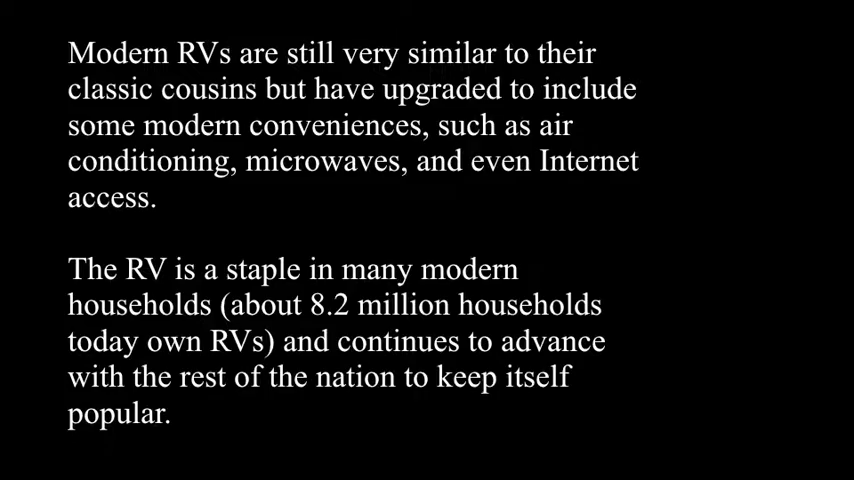 Modern RVs are still very similar to their
classic cousins but have upgraded to include
some modern conveniences, such as air
conditioning, microwaves, and even Internet
access.
The RV is a staple in many modern
households (about 8.2 million households
today own RVs) and continues to advance
with the rest of the nation to keep itself
popular.